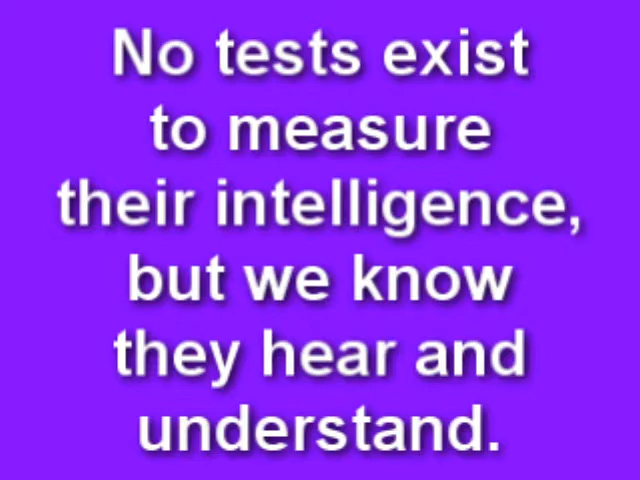 No tests exist
to measure
their intelligence,
but we know
they hear and
understand.